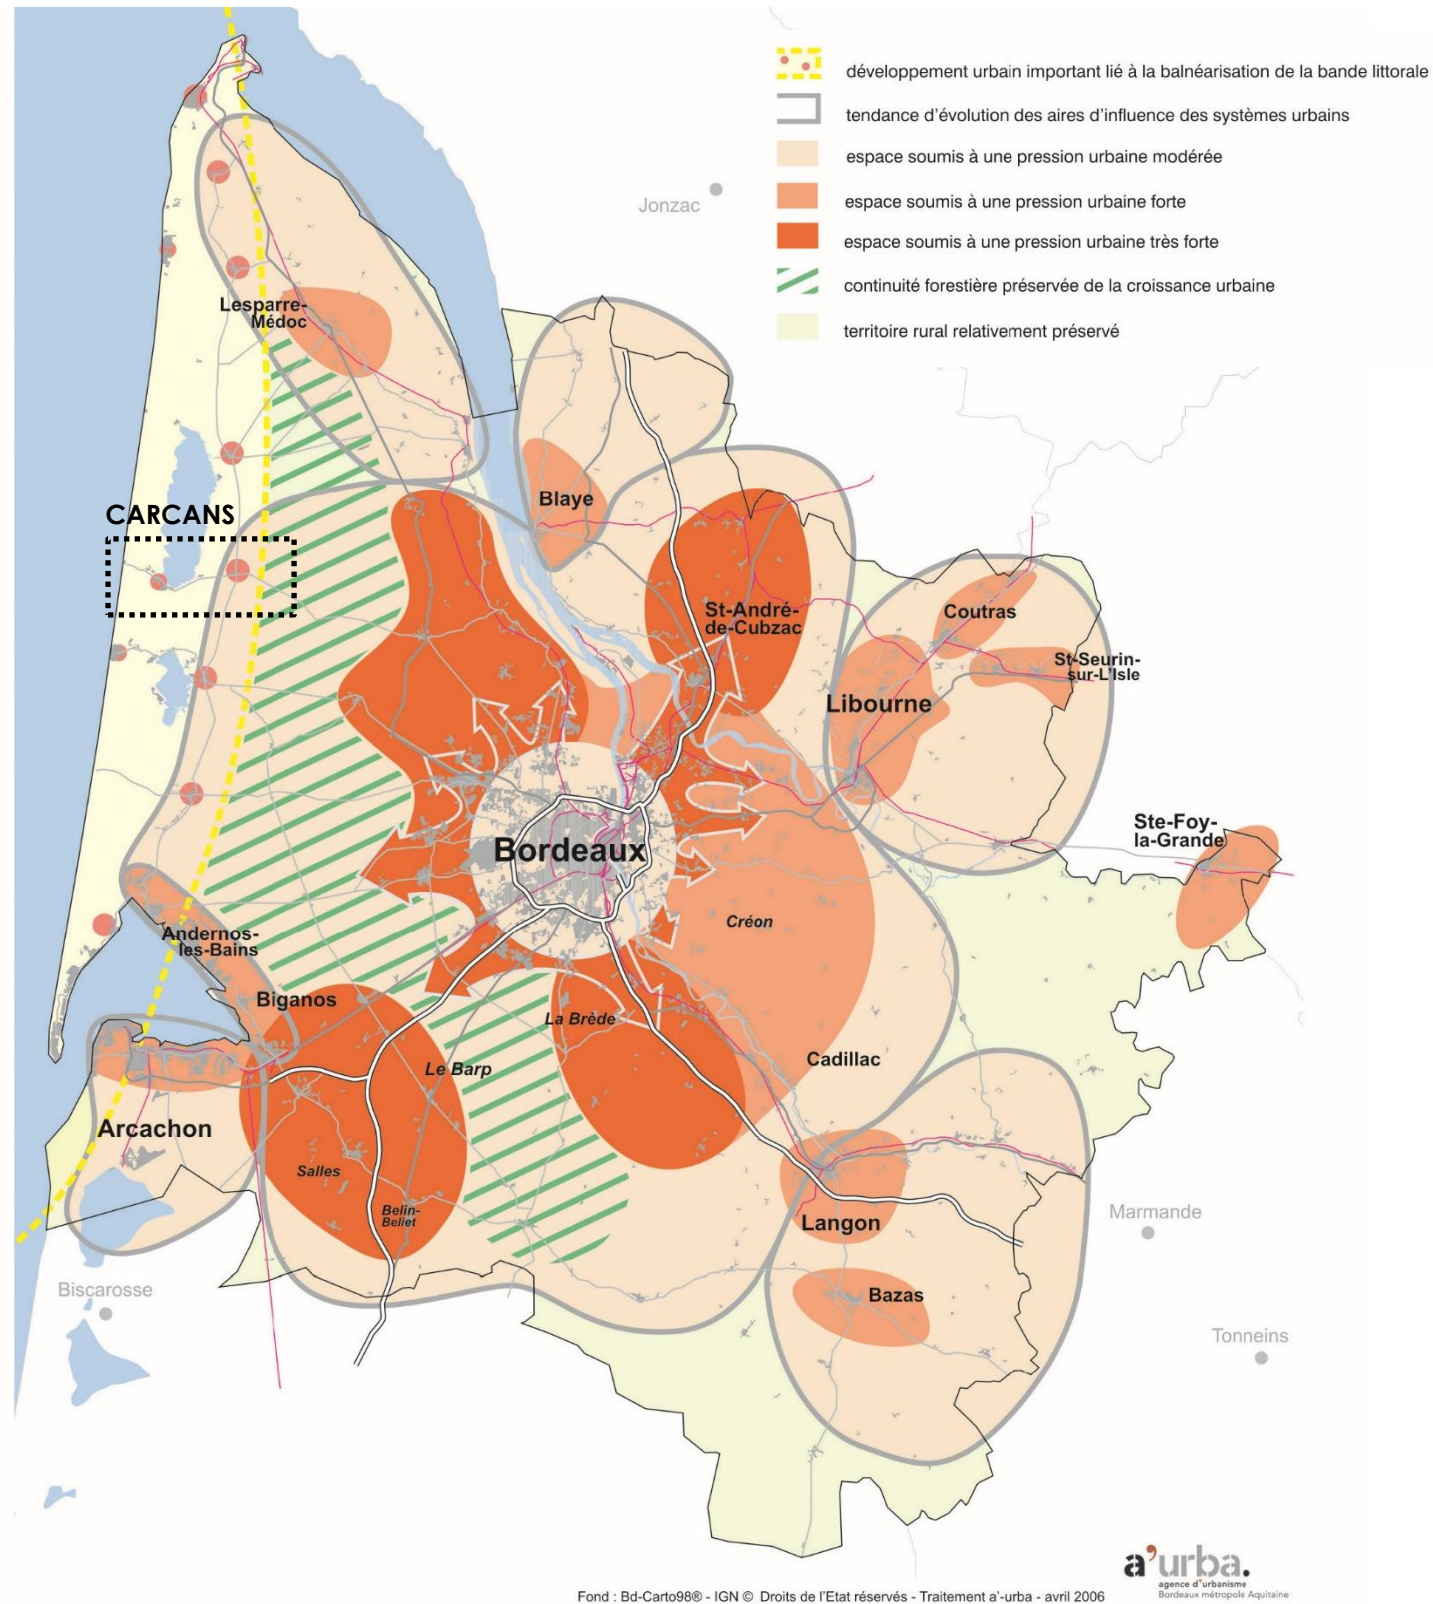 développement urbain important lié à la balnéarisation de la bande littorale
tendance d'évolution des aires d'influence des systèmes urbains
espace soumis à une pression urbaine modérée
espace soumis à une pression urbaine forte
espace soumis à une pression urbaine très forte
continuité forestière préservée de la croissance urbaine
territoire rural relativement préservé
Jonzac
Lesparre-
Médoc
Blaye
CARCANS
St-André-
de-Cubzac
Coutras
St-Seurin-
sur-L'Isle
Libourne
Ste-Foy-
la-Grande
Bordeaux
Créon
Andernos-
les-Bains
Biganos
La Brède
Le Barp
Cadillac
Arcachon
Salles
Belin-
Beliet
Langon
Marmande
Biscarosse
Bazas
Tonneins
a'urba.
agence d'urbanisme
Bordeaux métropole Aquitaine
Fond : Bd-Carto98® - IGN © Droits de l'Etat réservés - Traitement a'-urba - avril 2006